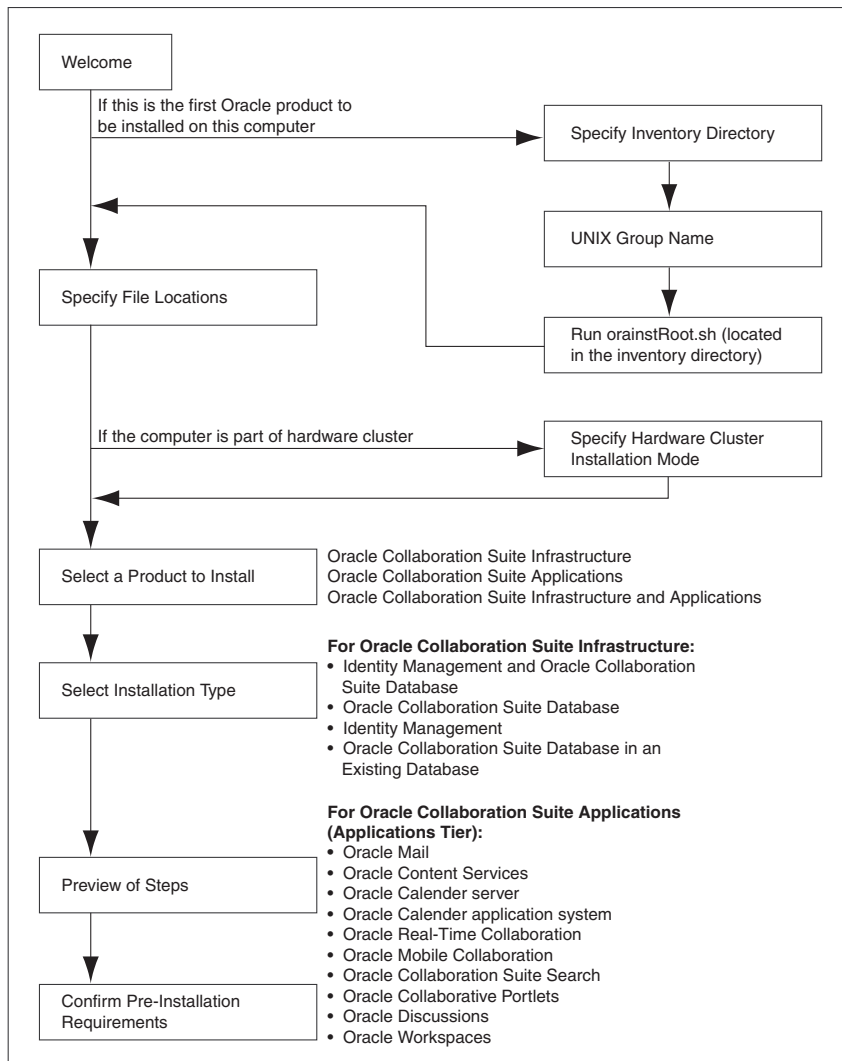 Welcome
If this is the first Oracle product to
be installed on this computer
Specify Inventory Directory
UNIX Group Name
Specify File Locations
Run orainstRoot.sh (located
in the inventory directory)
If the computer is part of hardware cluster
Specify Hardware Cluster
Installation Mode
Select a Product to Install
Oracle Collaboration Suite Infrastructure
Oracle Collaboration Suite Applications
Oracle Collaboration Suite Infrastructure and Applications
Select Installation Type
For Oracle Collaboration Suite Infrastructure:
• Identity Management and Oracle Collaboration
Suite Database
• Oracle Collaboration Suite Database
• Identity Management
• Oracle Collaboration Suite Database in an
Existing Database
For Oracle Collaboration Suite Applications
(Applications Tier):
• Oracle Mail
• Oracle Content Services
• Oracle Calender server
• Oracle Calender application system
• Oracle Real-Time Collaboration
• Oracle Mobile Collaboration
• Oracle Collaboration Suite Search
• Oracle Collaborative Portlets
• Oracle Discussions
• Oracle Workspaces
Preview of Steps
Confirm Pre-Installation
Requirements